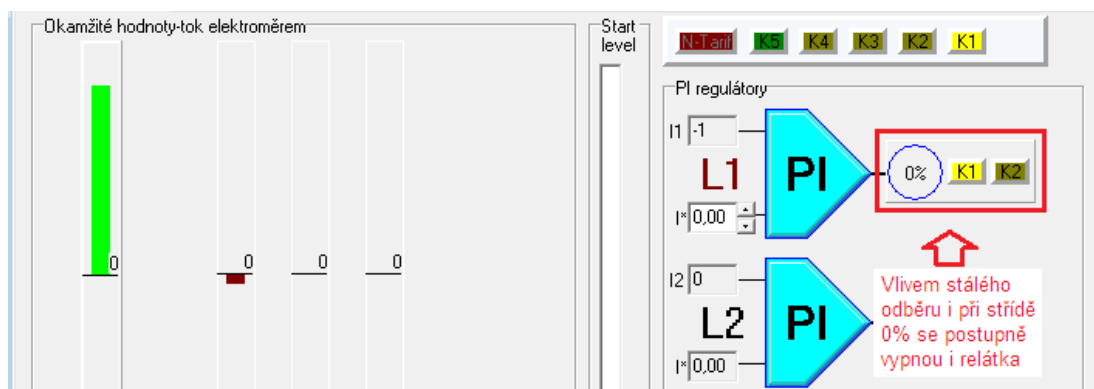 Okamžité hodnoty-tok elektroměrem
0
0
0
0
Start
level
N-Tarif K5 K4 K3 K2 K1
PI regulátory
I1 -1
L1
I* 0,00
PI
0% K1 K2
I2 0
L2
I* 0,00
PI
Vlivem stálého
odběru i při střídě
0% se postupně
vypnou i relátka